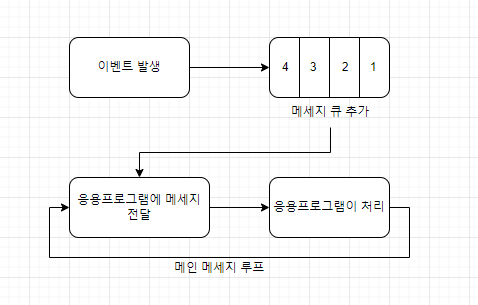 이벤트 발생
4 3 2 1
메세지 큐 추가
응용프로그램에 메세지
전달
응용프로그램이 처리
메인 메세지 루프